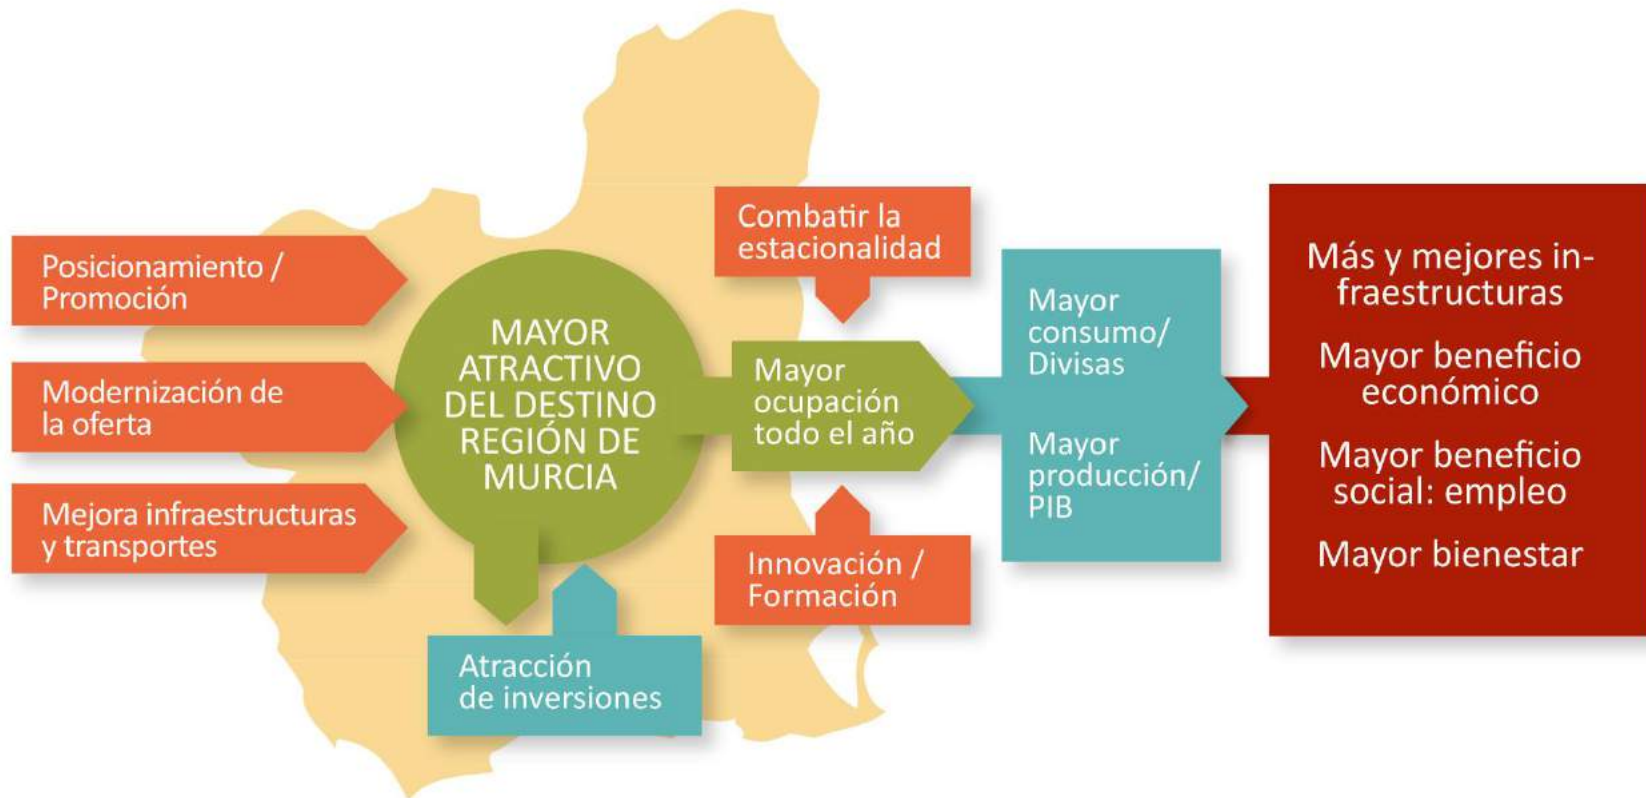 Posicionamiento /
Promoción
Modernización de
la oferta
Mejora infraestructuras
y transportes
MAYOR
ATRACTIVO
DEL DESTINO
REGIÓN DE
MURCIA
Atracción
de inversiones
Combatir la
estacionalidad
Mayor
ocupación
todo el año
Innovación /
Formación
Mayor
consumo/
Divisas
Mayor
producción/
PIB
Más y mejores in-
fraestructuras
Mayor beneficio
económico
Mayor beneficio
social: empleo
Mayor bienestar